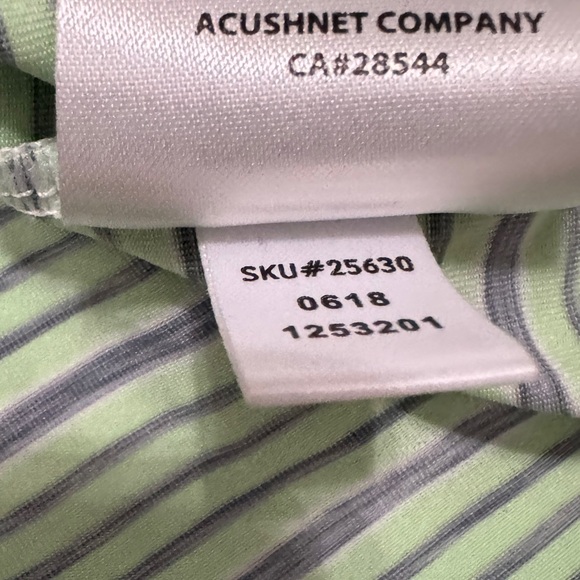 ACUSHNET COMPANY
CA#28544
SKU#25630
0618
1253201